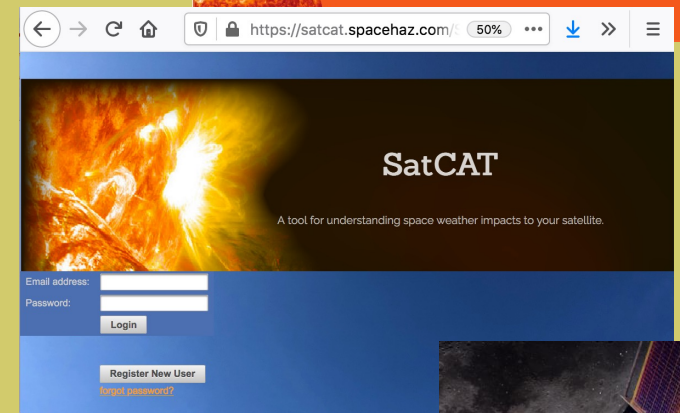 https://satcat.spacehaz.com/ 50%
SatCAT
A tool for understanding space weather impacts to your satellite.
Email address:
Password:
Login
Register New User
forgot password?